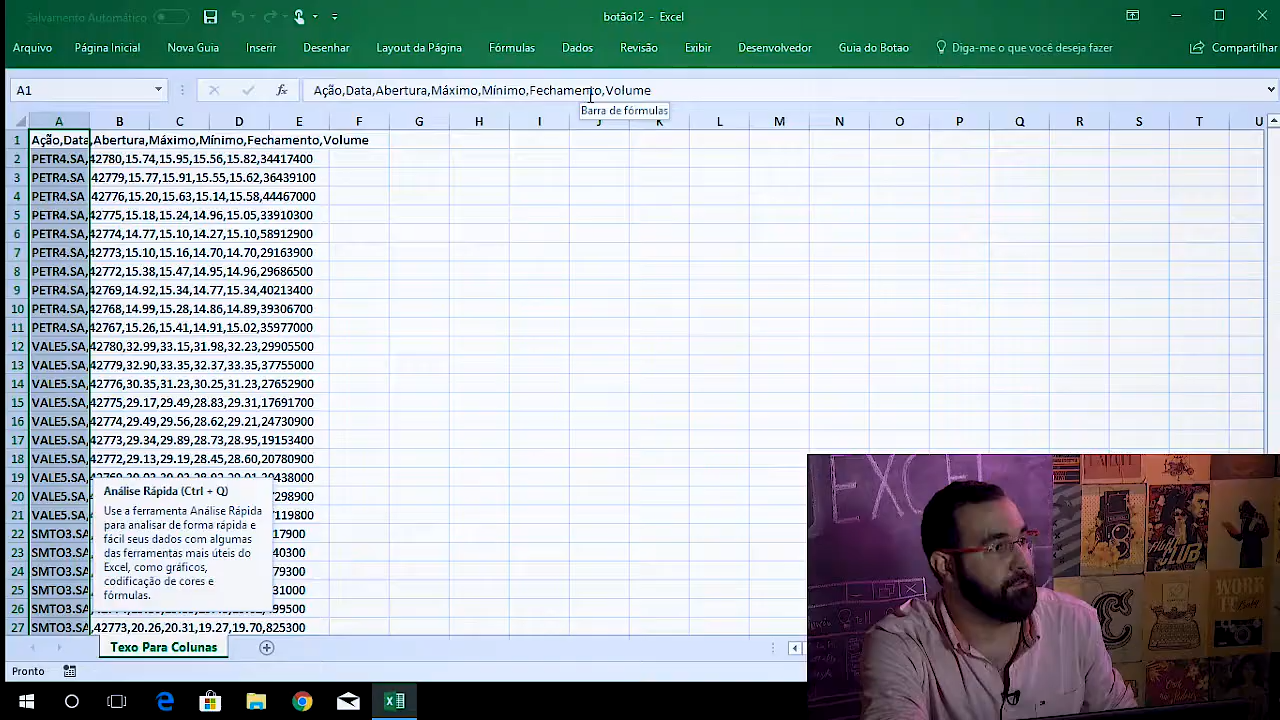 Salvamento Automático
botão12 - Excel
Arquivo Página Inicial Nova Guia Inserir Desenhar Layout da Página Fórmulas Dados Revisão Exibir Desenvolvedor Guia do Botao Diga-me o que você deseja fazer Compartilhar
A1 fx Ação,Data,Abertura,Máximo,Mínimo,Fechamento,Volume
Barra de fórmulas
A B C D E F G H I J K L M N O P Q R S T U
1 Ação,Data,Abertura,Máximo,Mínimo,Fechamento,Volume
2 PETR4.SA,42780,15.74,15.95,15.56,15.82,34417400
3 PETR4.SA,42779,15.77,15.91,15.55,15.62,36439100
4 PETR4.SA,42776,15.20,15.63,15.14,15.58,44467000
5 PETR4.SA,42775,15.18,15.24,14.96,15.05,33910300
6 PETR4.SA,42774,14.77,15.10,14.27,15.10,58912900
7 PETR4.SA,42773,15.10,15.16,14.70,14.70,29163900
8 PETR4.SA,42772,15.38,15.47,14.95,14.96,29686500
9 PETR4.SA,42769,14.92,15.34,14.77,15.34,40213400
10 PETR4.SA,42768,14.99,15.28,14.86,14.89,39306700
11 PETR4.SA,42767,15.26,15.41,14.91,15.02,35977000
12 VALE5.SA,42780,32.99,33.15,31.98,32.23,29905500
13 VALE5.SA,42779,32.90,33.35,32.37,33.35,37755000
14 VALE5.SA,42776,30.35,31.23,30.25,31.23,27652900
15 VALE5.SA,42775,29.17,29.49,28.83,29.31,17691700
16 VALE5.SA,42774,29.49,29.56,28.62,29.21,24730900
17 VALE5.SA,42773,29.34,29.89,28.73,28.95,19153400
18 VALE5.SA,42772,29.13,29.19,28.45,28.60,20780900
19 VALE5.SA
20 VALE5.SA, 298900
21 VALE5.SA, 119800
22 SMTO3.SA 17900
23 SMTO3.SA 40300
24 SMTO3.SA 79300
25 SMTO3.SA 31000
26 SMTO3.SA
27 SMTO3.SA,42773,20.26,20.31,19.27,19.70,825300
Análise Rápida (Ctrl + Q)
Use a ferramenta Análise Rápida
para analisar de forma rápida e
fácil seus dados com algumas
das ferramentas mais úteis do
Excel, como gráficos,
codificação de cores e
fórmulas.
Texo Para Colunas
Pronto
EXCEL
CLUB
WORK
IT